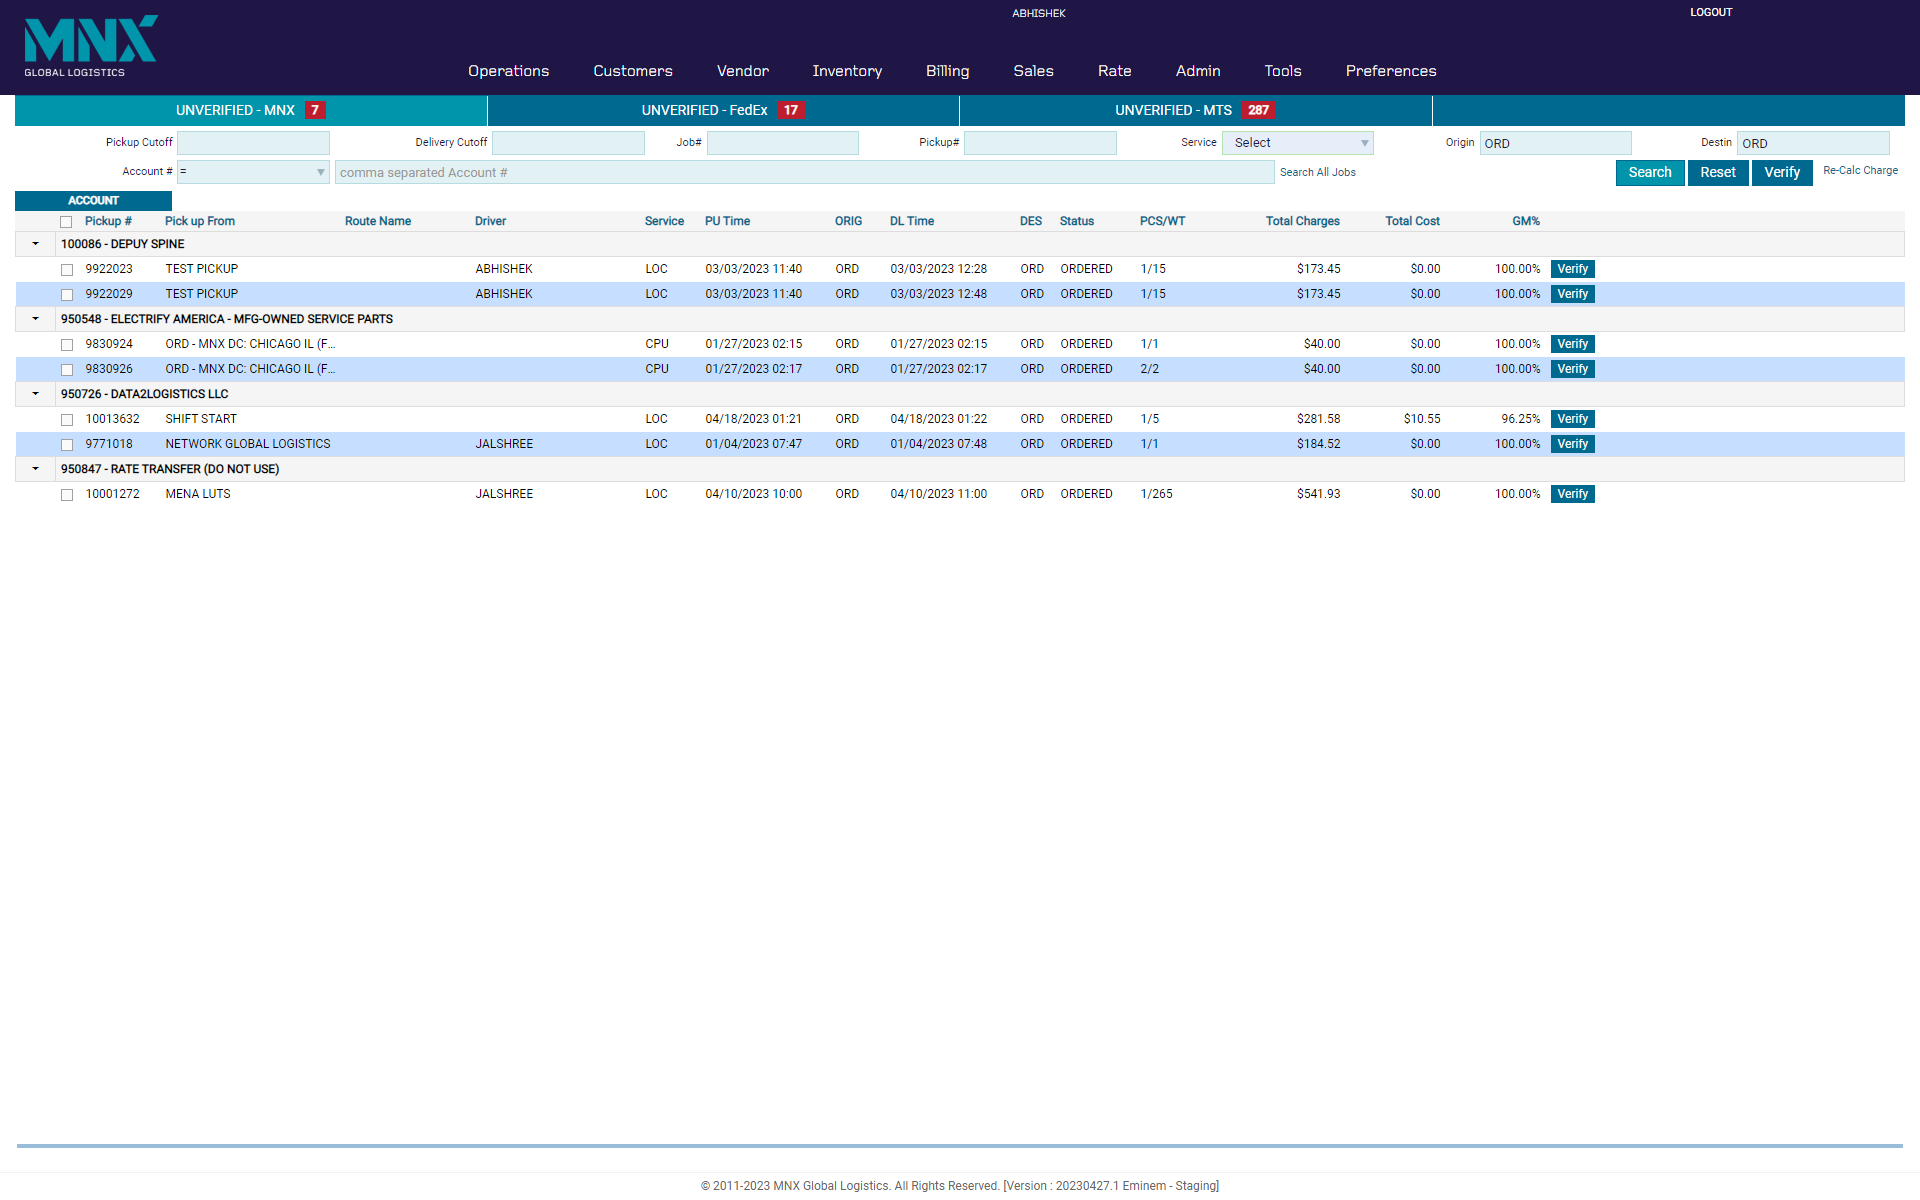 ABHISHEK LOGOUT
MNX
GLOBAL LOGISTICS
Operations Customers Vendor Inventory Billing Sales Rate Admin Tools Preferences
UNVERIFIED - MNX 7 UNVERIFIED - FedEx 17 UNVERIFIED - MTS 287
Pickup Cutoff Delivery Cutoff Job# Pickup# Service Select Origin ORD Destin ORD
Account # = comma separated Account # Search All Jobs Search Reset Verify Re-Calc Charge
ACCOUNT
Pickup # Pick up From Route Name Driver Service PU Time ORIG DL Time DES Status PCS/WT Total Charges Total Cost GM%
100086 - DEPUY SPINE
9922023 TEST PICKUP ABHISHEK LOC 03/03/2023 11:40 ORD 03/03/2023 12:28 ORD ORDERED 1/15 $173.45 $0.00 100.00% Verify
9922029 TEST PICKUP ABHISHEK LOC 03/03/2023 11:40 ORD 03/03/2023 12:48 ORD ORDERED 1/15 $173.45 $0.00 100.00% Verify
950548 - ELECTRIFY AMERICA - MFG-OWNED SERVICE PARTS
9830924 ORD - MNX DC: CHICAGO IL (F... CPU 01/27/2023 02:15 ORD 01/27/2023 02:15 ORD ORDERED 1/1 $40.00 $0.00 100.00% Verify
9830926 ORD - MNX DC: CHICAGO IL (F... CPU 01/27/2023 02:17 ORD 01/27/2023 02:17 ORD ORDERED 2/2 $40.00 $0.00 100.00% Verify
950726 - DATA2LOGISTICS LLC
10013632 SHIFT START LOC 04/18/2023 01:21 ORD 04/18/2023 01:22 ORD ORDERED 1/5 $281.58 $10.55 96.25% Verify
9771018 NETWORK GLOBAL LOGISTICS JALSHREE LOC 01/04/2023 07:47 ORD 01/04/2023 07:48 ORD ORDERED 1/1 $184.52 $0.00 100.00% Verify
950847 - RATE TRANSFER (DO NOT USE)
10001272 MENA LUTS JALSHREE LOC 04/10/2023 10:00 ORD 04/10/2023 11:00 ORD ORDERED 1/265 $541.93 $0.00 100.00% Verify
© 2011-2023 MNX Global Logistics. All Rights Reserved. [Version : 20230427.1 Eminem - Staging]